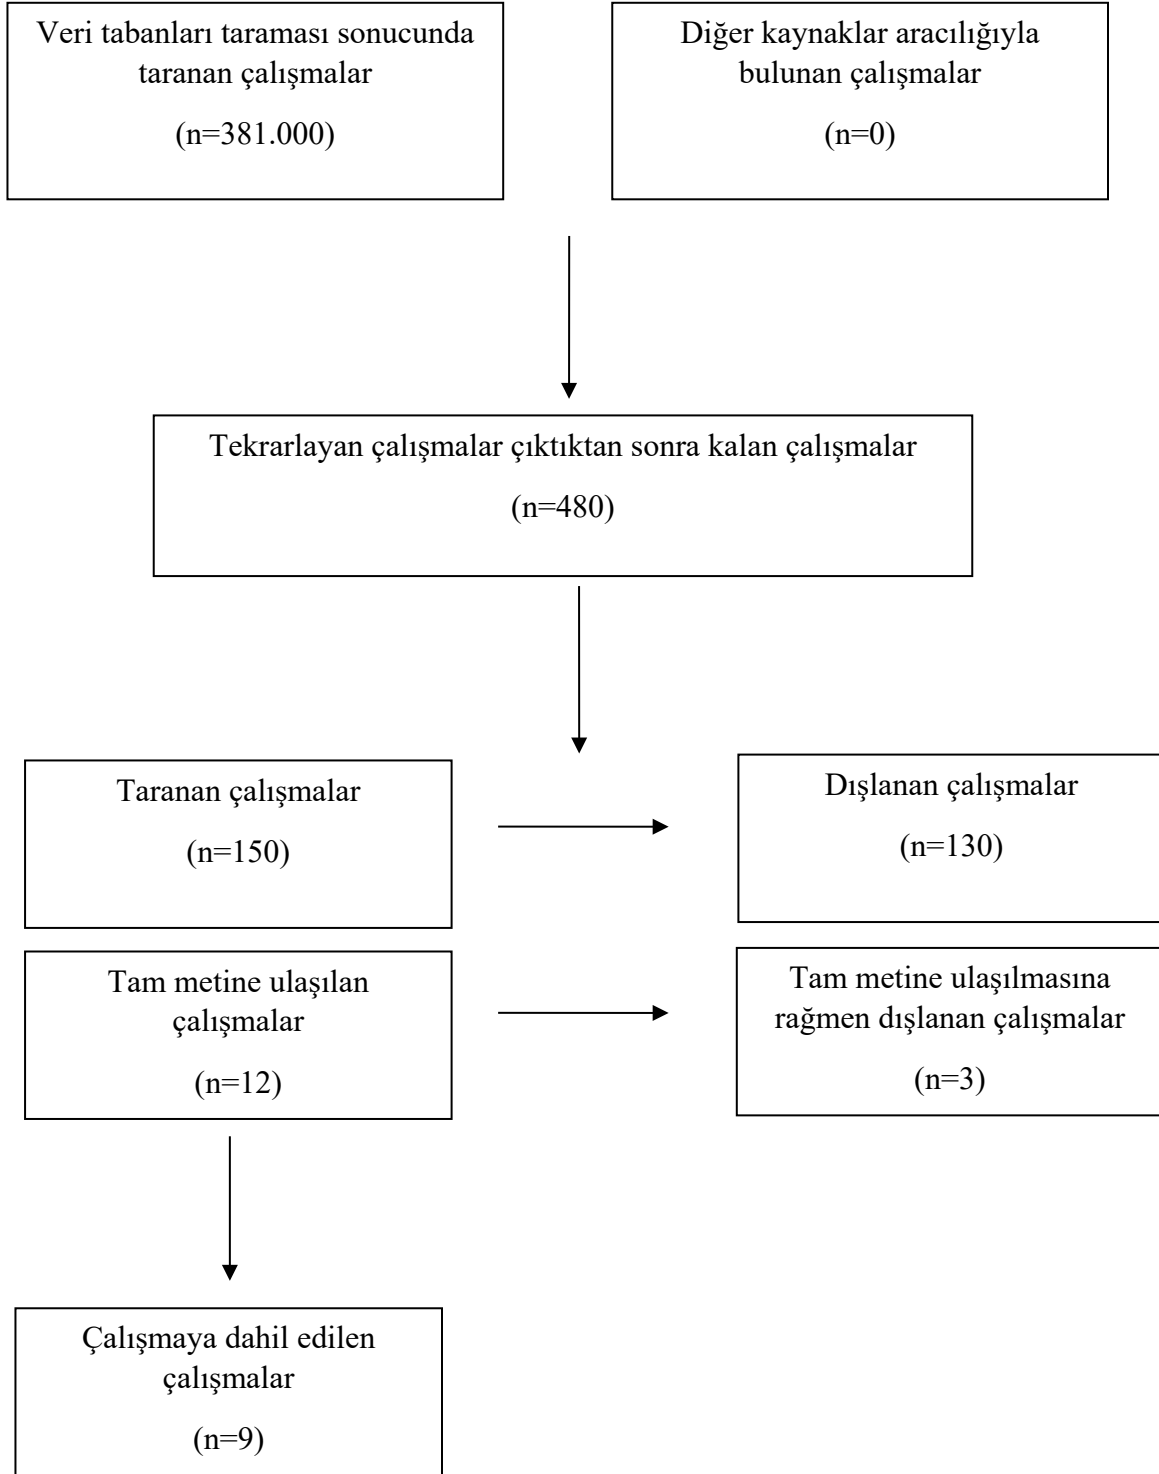 Veri tabanları taraması sonucunda
taranan çalışmalar
(n=381.000)
Diğer kaynaklar aracılığıyla
bulunan çalışmalar
(n=0)
Tekrarlayan çalışmalar çıktıktan sonra kalan çalışmalar
(n=480)
Taranan çalışmalar
(n=150)
Dışlanan çalışmalar
(n=130)
Tam metine ulaşılan
çalışmalar
(n=12)
Tam metine ulaşılmasına
rağmen dışlanan çalışmalar
(n=3)
Çalışmaya dahil edilen
çalışmalar
(n=9)